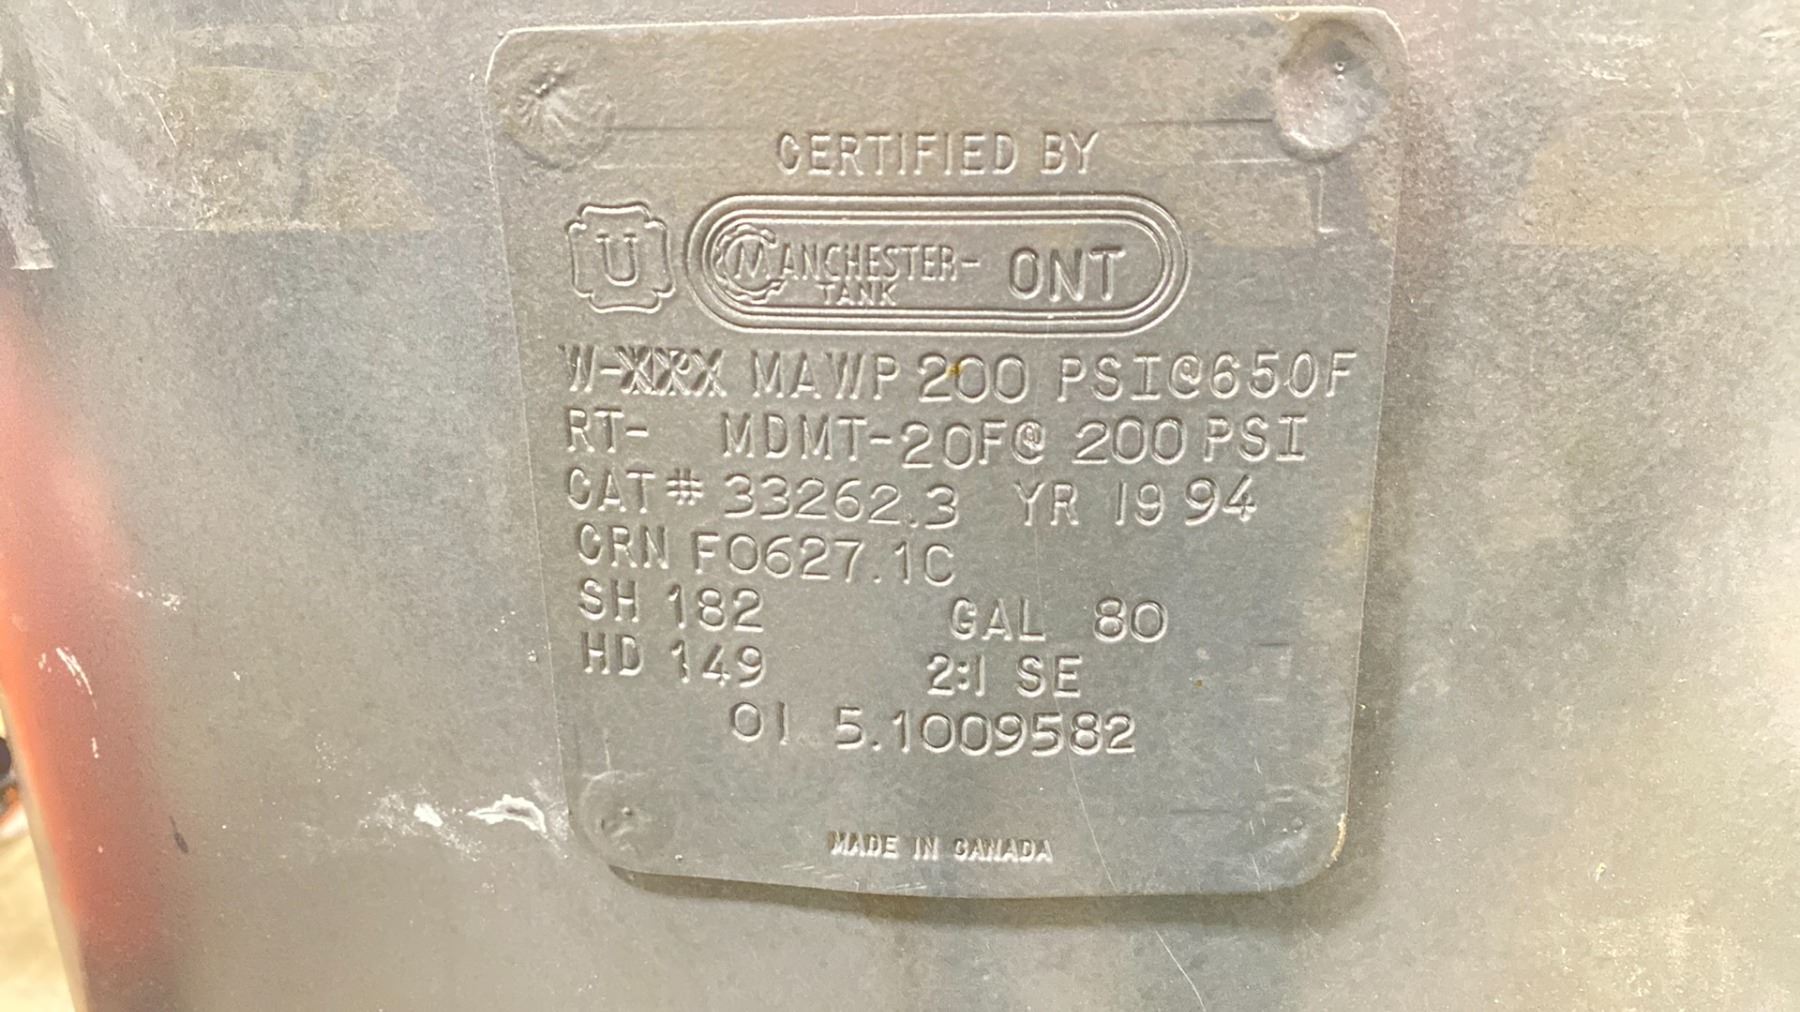 CERTIFIED BY
U MANCHESTER- ONT
TANK
W-XXX MAWP 200 PSI@650F
RT- MDMT-20F@ 200 PSI
CAT# 33262.3 YR 1994
CRN F0627.1C
SH 182 GAL 80
HD 149 2:1 SE
01 5.1009582
MADE IN CANADA